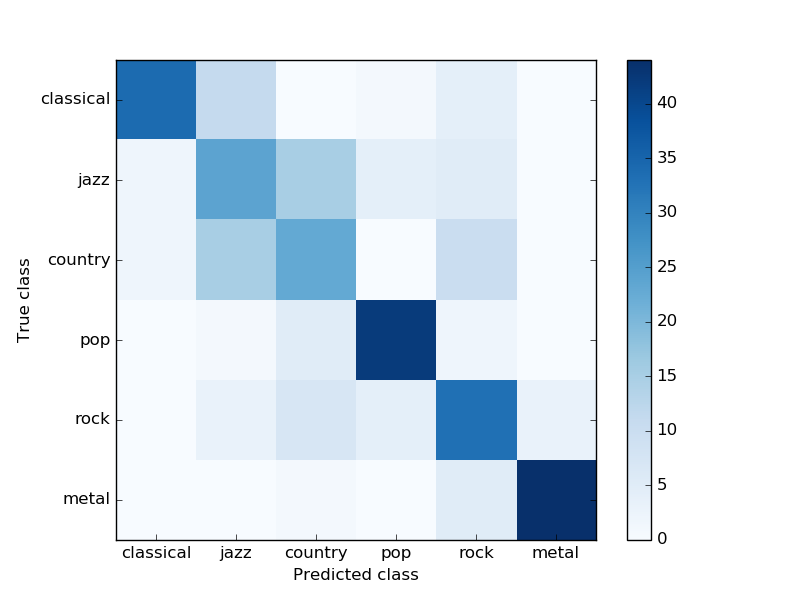 classical
jazz
country
pop
rock
metal
True class
classical jazz country pop rock metal
Predicted class
40
35
30
25
20
15
10
5
0